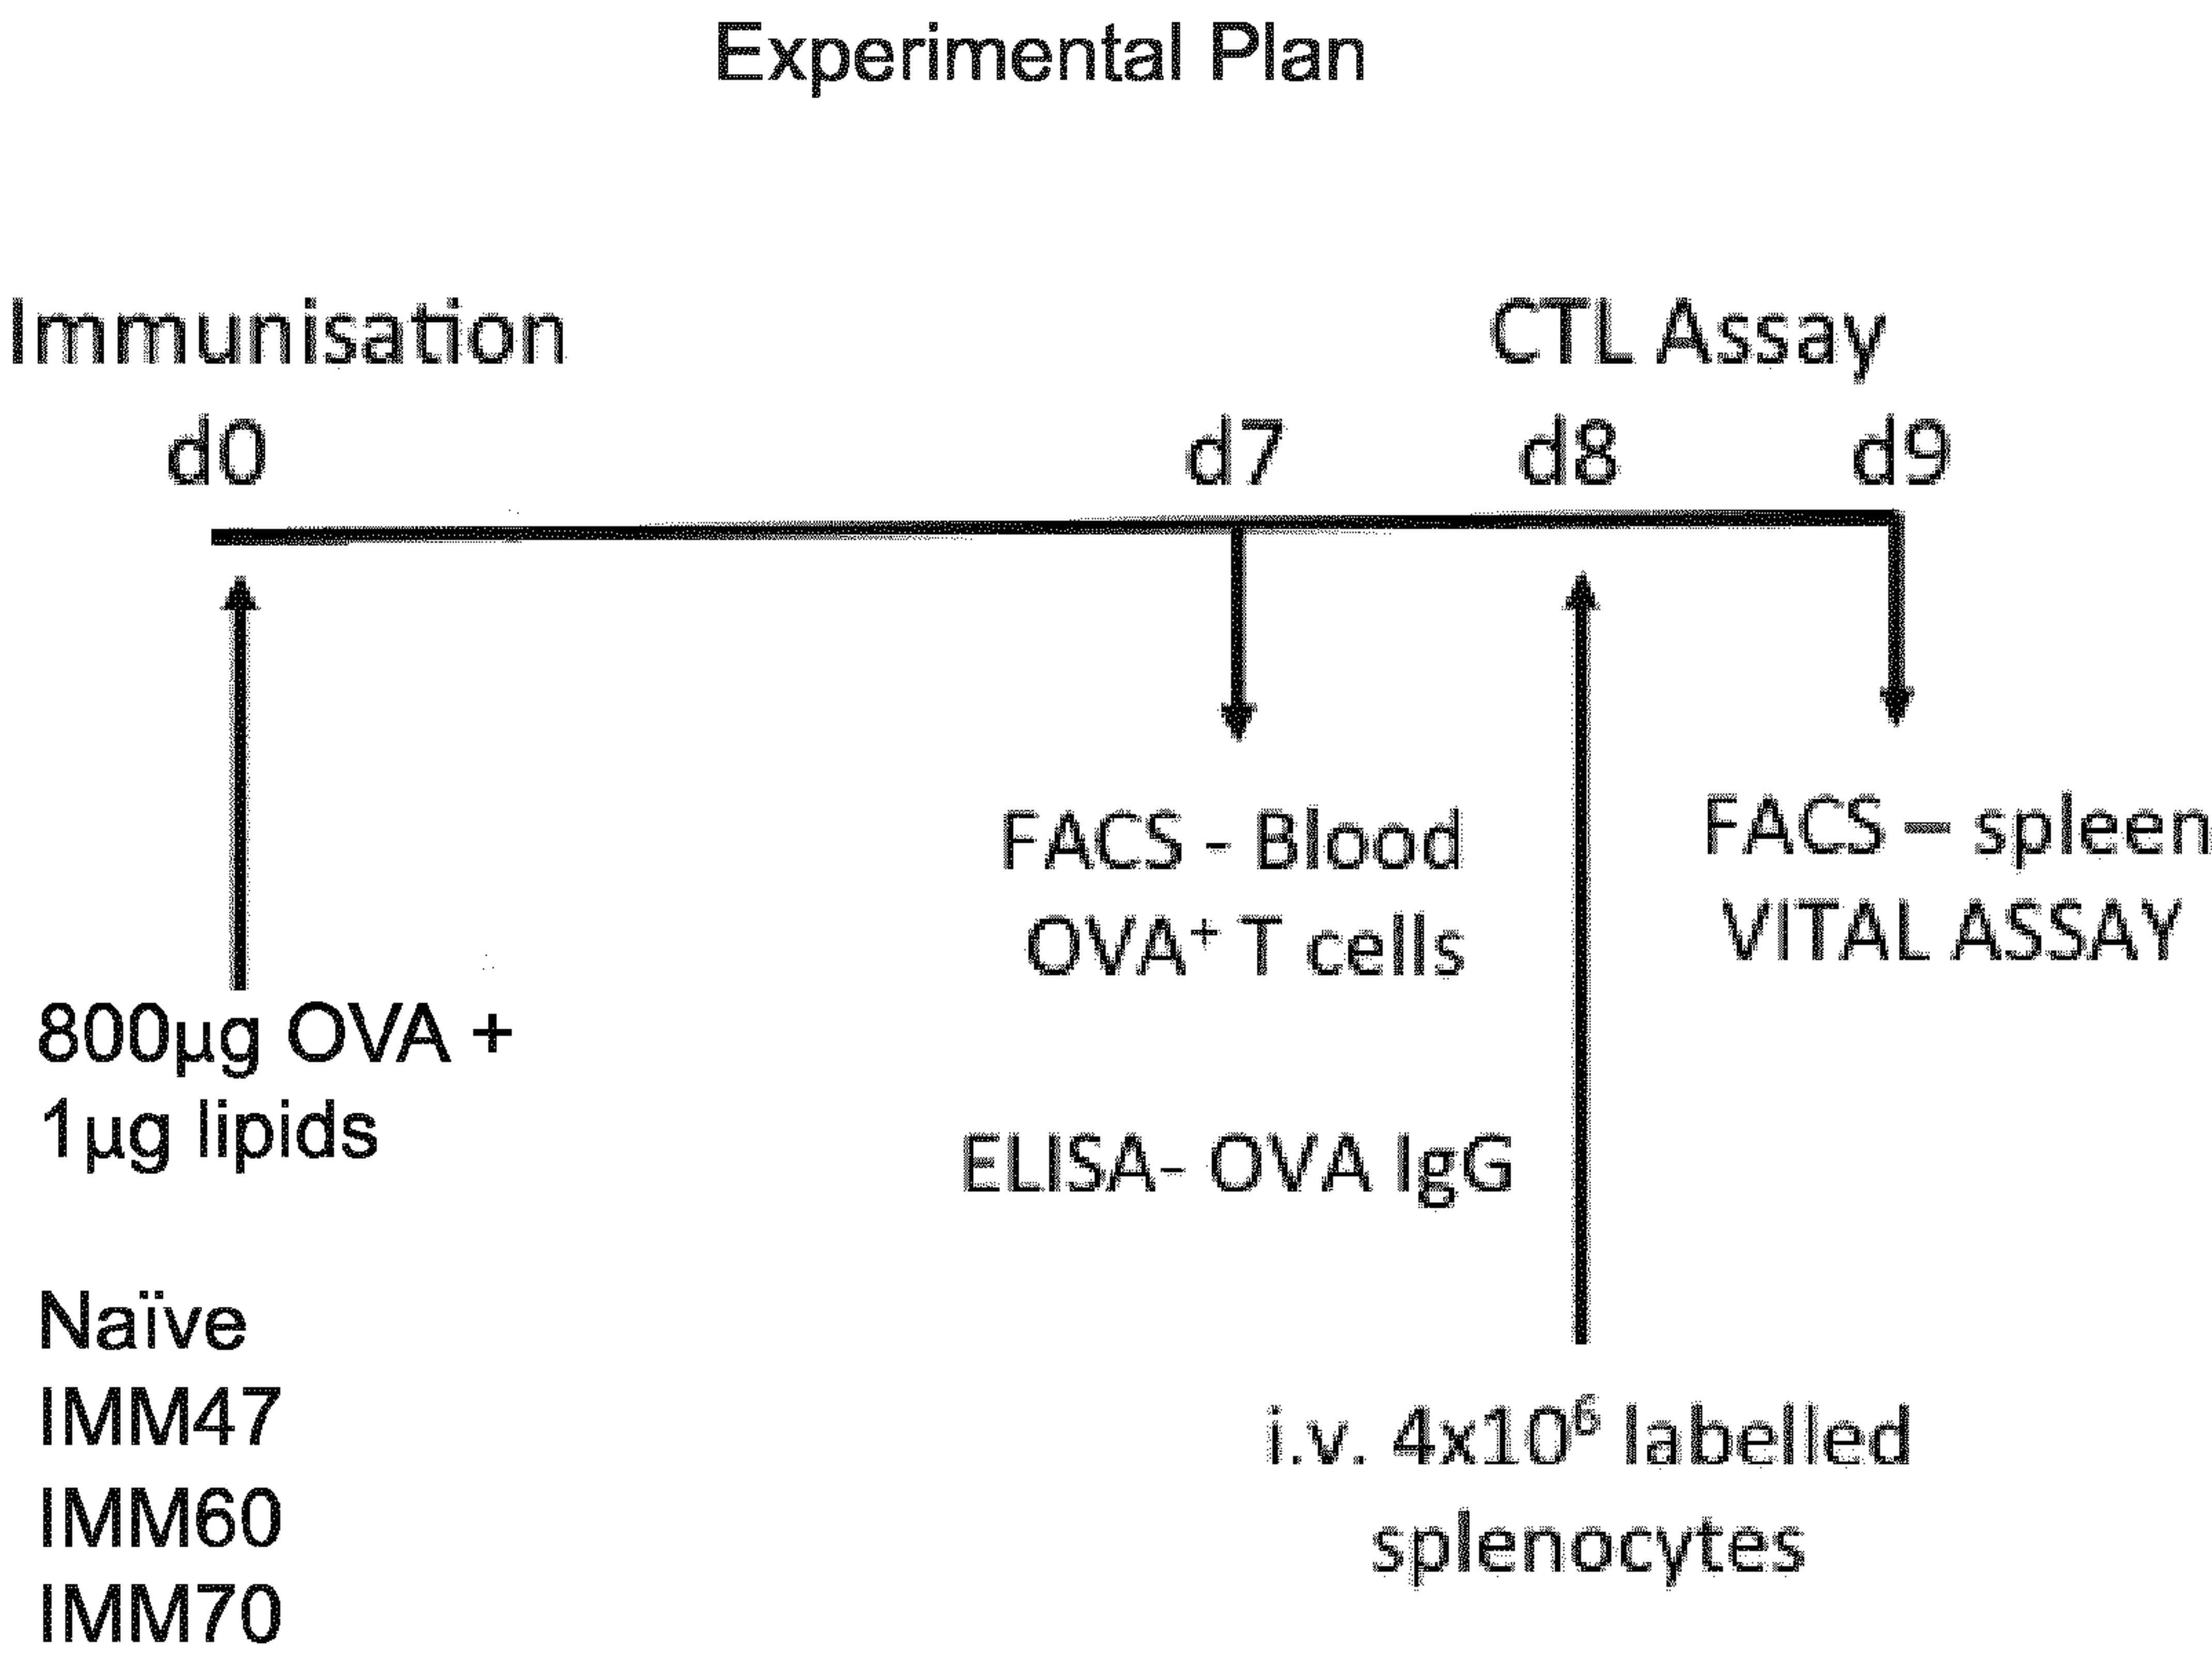 Experimental Plan
Immunisation
CTL Assay
d0
d7
d8
d9
FACS - Blood
OVA⁺ T cells
FACS – spleen
VITAL ASSAY
800µg OVA +
1µg lipids
ELISA- OVA IgG
Naïve
IMM47
IMM60
IMM70
i.v. 4x10⁶ labelled
splenocytes